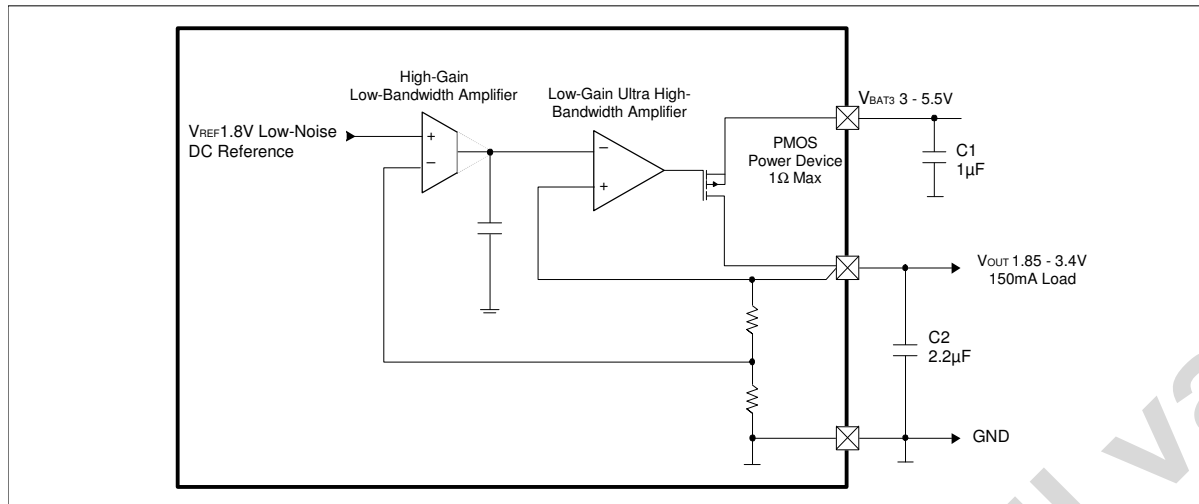 High-Gain
Low-Bandwidth Amplifier
Low-Gain Ultra High-
Bandwidth Amplifier
VBAT3 3 - 5.5V
VREF1.8V Low-Noise
DC Reference
+
−
−
+
PMOS
Power Device
1Ω Max
C1
1µF
VOUT 1.85 - 3.4V
150mA Load
C2
2.2µF
GND